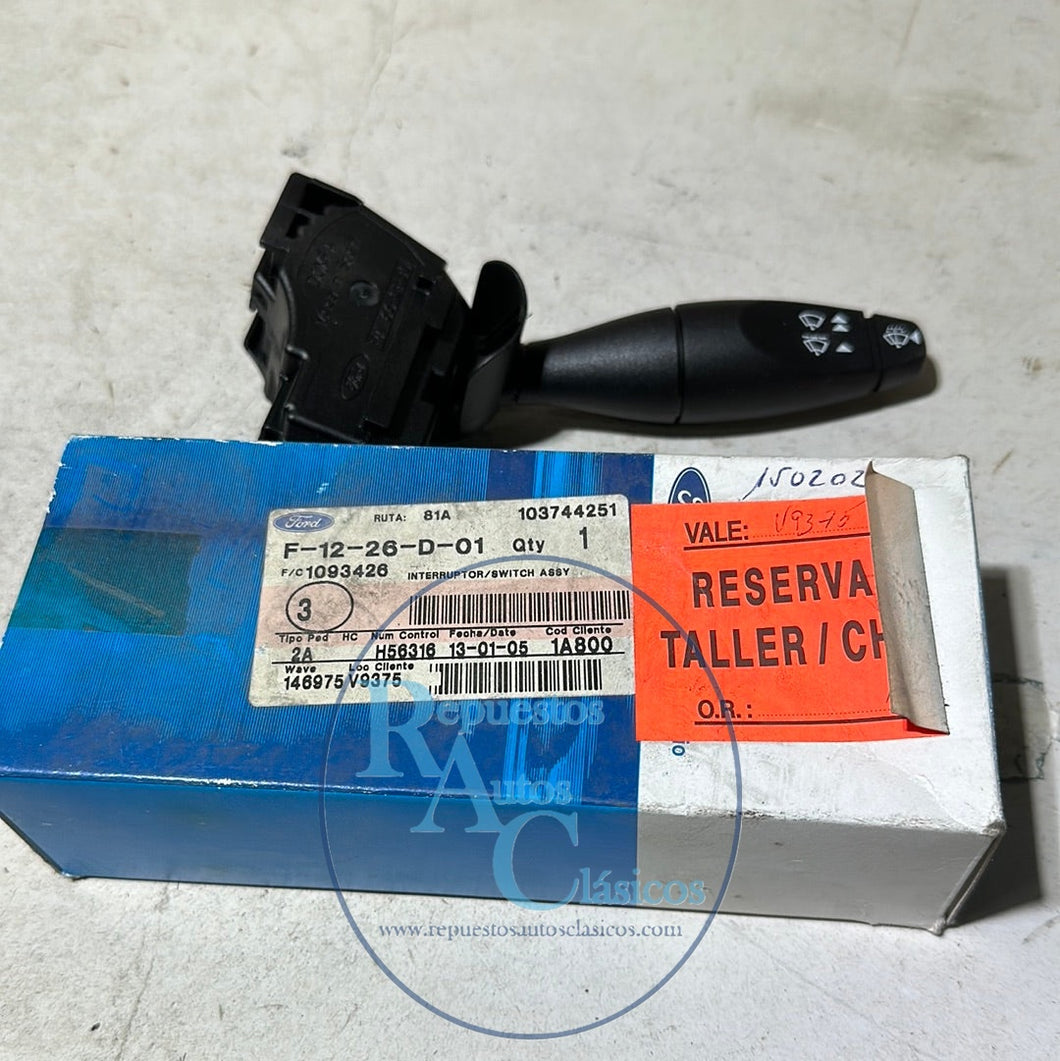 Ford
150202
Ford RUTA: 81A 103744251
F-12-26-D-01 Qty 1
F/C 1093426 INTERRUPTOR/SWITCH ASSY
3
Tipo Ped HC Num Control Fecha/Date Cod Cliente
2A H56316 13-01-05 1A800
Wave Loc Cliente
146975 V9375
VALE: V9375
RESERVA
TALLER / CH
O.R.:
Repuestos
Autos
Clásicos
www.repuestosautosclasicos.com